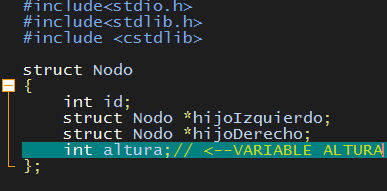 #include<stdio.h>
#include<stdlib.h>
#include <cstdlib>
struct Nodo
{
int id;
struct Nodo *hijoIzquierdo;
struct Nodo *hijoDerecho;
int altura;// <--VARIABLE ALTURA
};